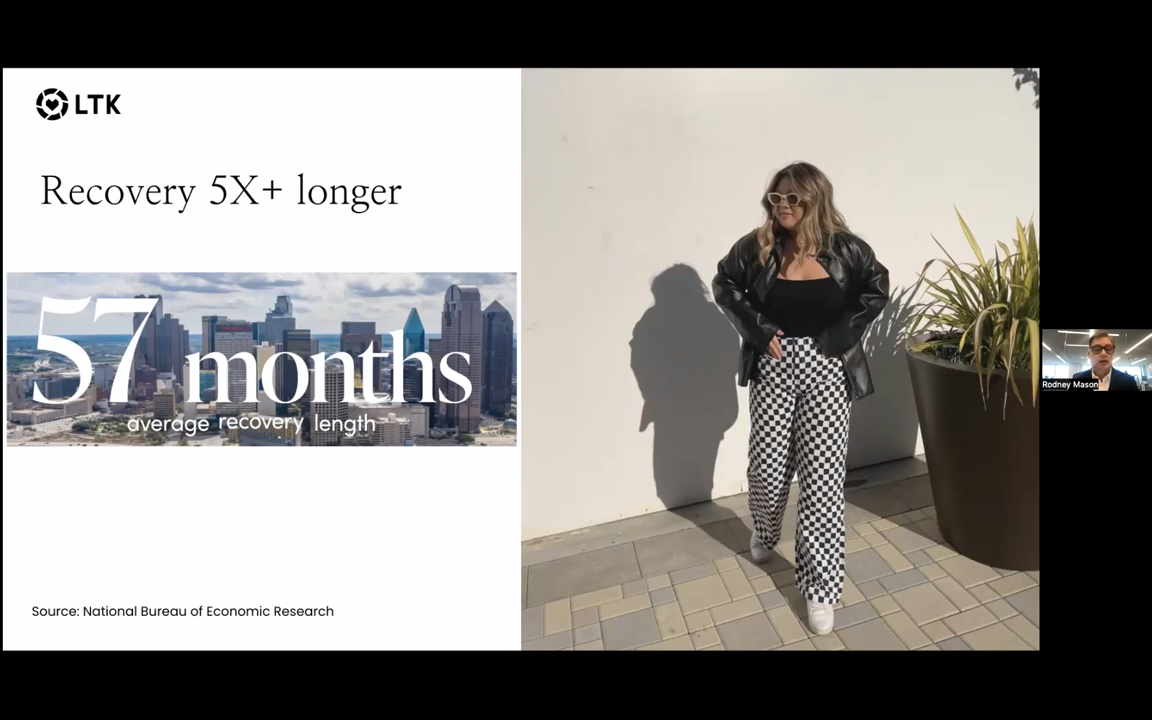 LTK
Recovery 5X+ longer
57 months
average recovery length
Source: National Bureau of Economic Research
Rodney Mason